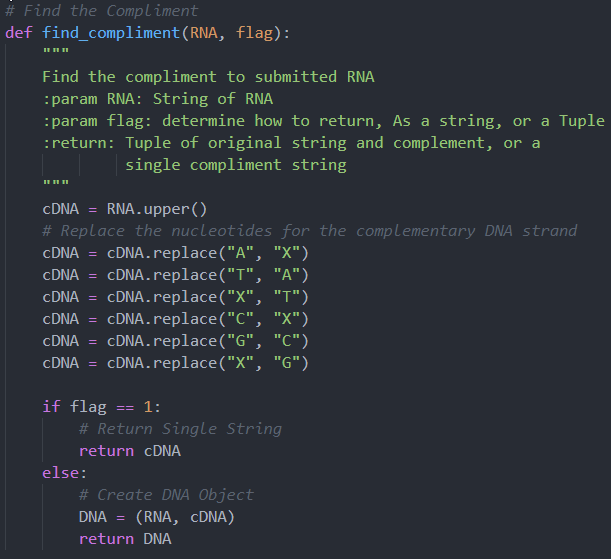 # Find the Compliment
def find_compliment(RNA, flag):
    """
    Find the compliment to submitted RNA
    :param RNA: String of RNA
    :param flag: determine how to return, As a string, or a Tuple
    :return: Tuple of original string and complement, or a
             single compliment string
    """
    cDNA = RNA.upper()
    # Replace the nucleotides for the complementary DNA strand
    cDNA = cDNA.replace("A", "X")
    cDNA = cDNA.replace("T", "A")
    cDNA = cDNA.replace("X", "T")
    cDNA = cDNA.replace("C", "X")
    cDNA = cDNA.replace("G", "C")
    cDNA = cDNA.replace("X", "G")

    if flag == 1:
        # Return Single String
        return cDNA
    else:
        # Create DNA Object
        DNA = (RNA, cDNA)
        return DNA